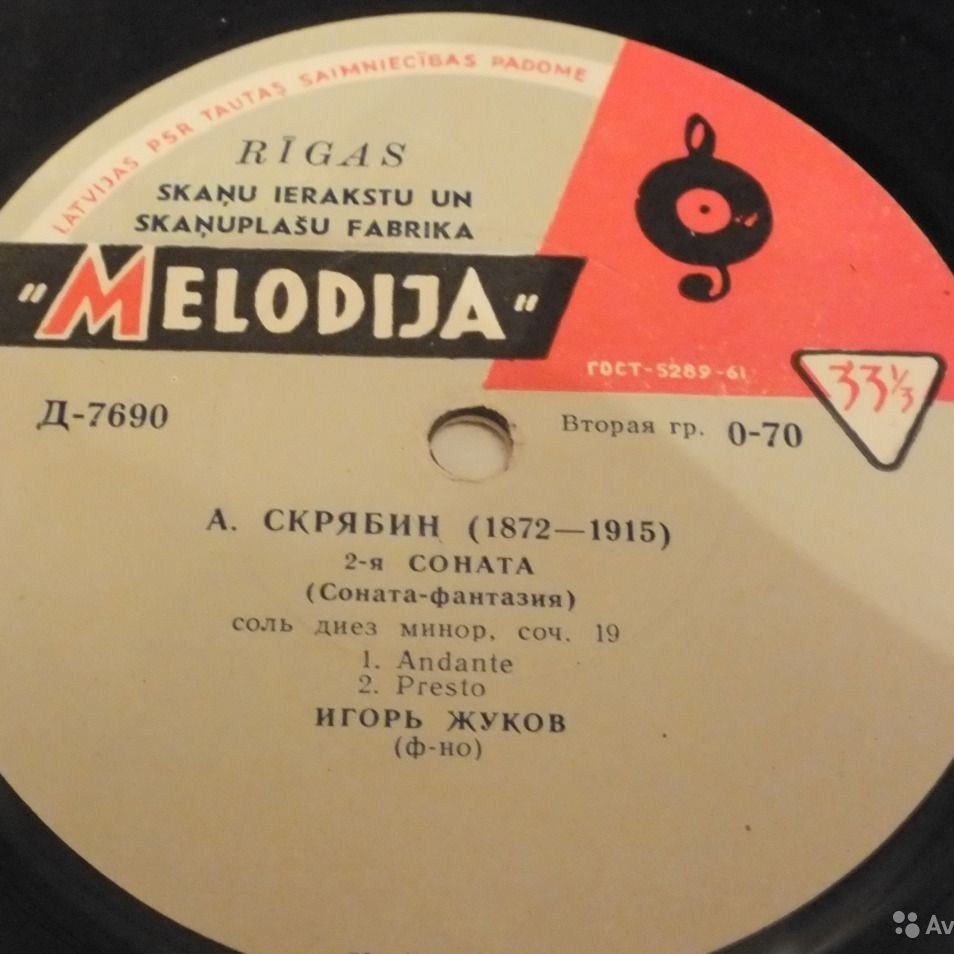 LATVIJAS PSR TAUTAS SAIMNIECĪBAS PADOME
RĪGAS
SKAŅU IERAKSTU UN
SKAŅUPLAŠU FABRIKA
"MELODIJA"
ГОСТ-5289-61
33⅓
Д-7690
Вторая гр. 0-70
А. СКРЯБИН (1872—1915)
2-я СОНАТА
(Соната-фантазия)
соль диез минор, соч. 19
1. Andante
2. Presto
ИГОРЬ ЖУКОВ
(ф-но)